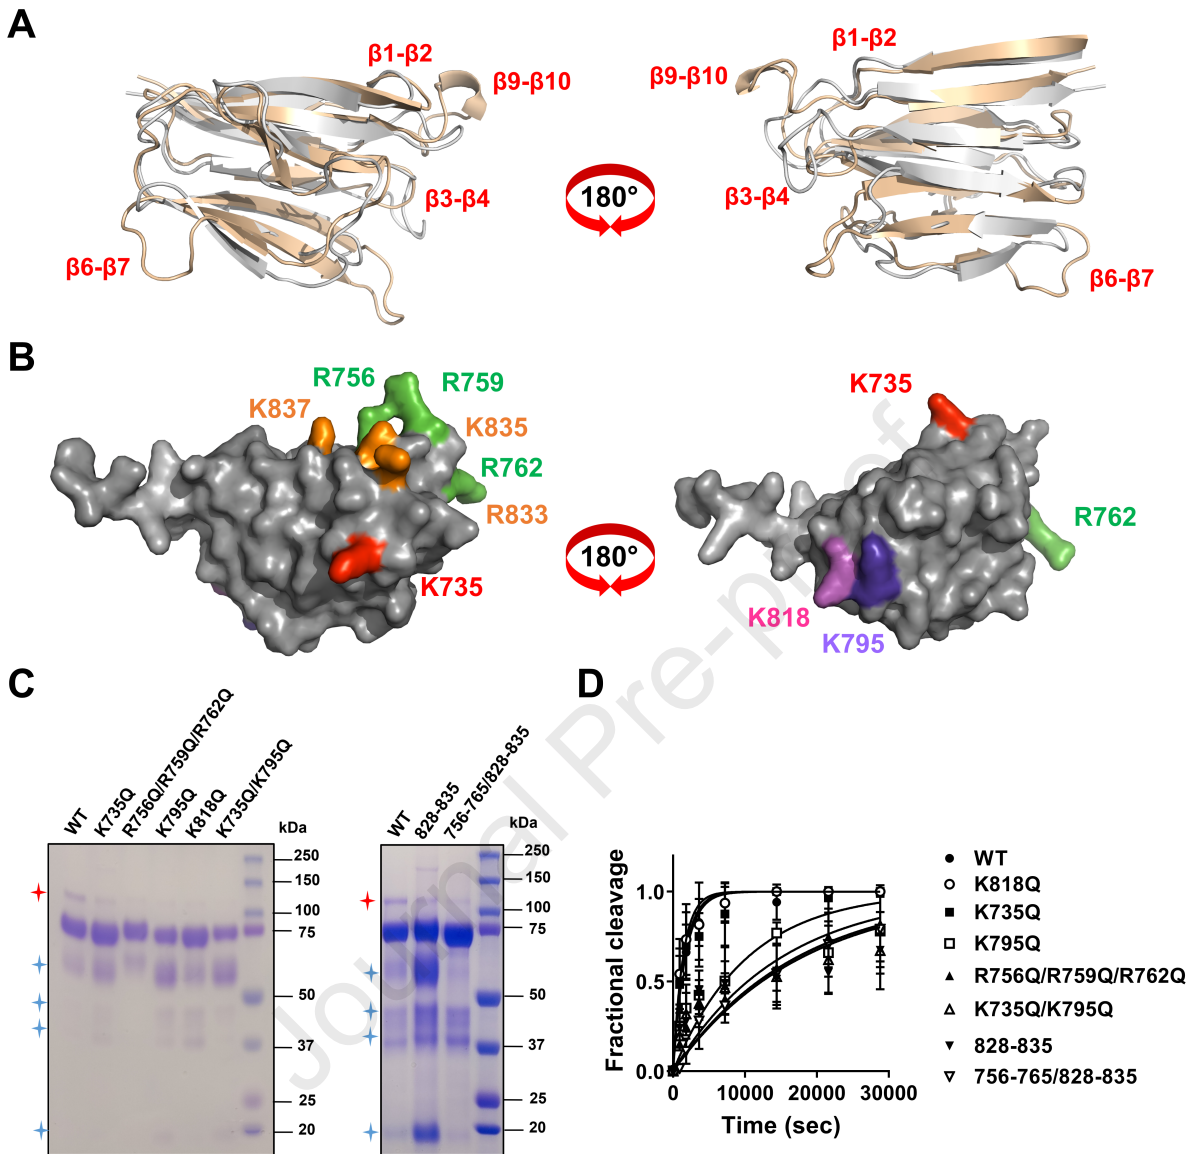 A
β1-β2
β9-β10
β3-β4
β6-β7
180°
β1-β2
β9-β10
β3-β4
β6-β7
B
R756
R759
K837
K835
R762
R833
K735
180°
K735
R762
K818
K795
C
WT
K735Q
R756Q/R759Q/R762Q
K795Q
K818Q
K735Q/K795Q
kDa
250
150
100
75
50
37
25
20
WT
828-835
756-765/828-835
kDa
250
150
100
75
50
37
25
20
D
Fractional cleavage
1.0
0.5
0.0
0
10000
20000
30000
Time (sec)
WT
K818Q
K735Q
K795Q
R756Q/R759Q/R762Q
K735Q/K795Q
828-835
756-765/828-835
Journal Pre-proof